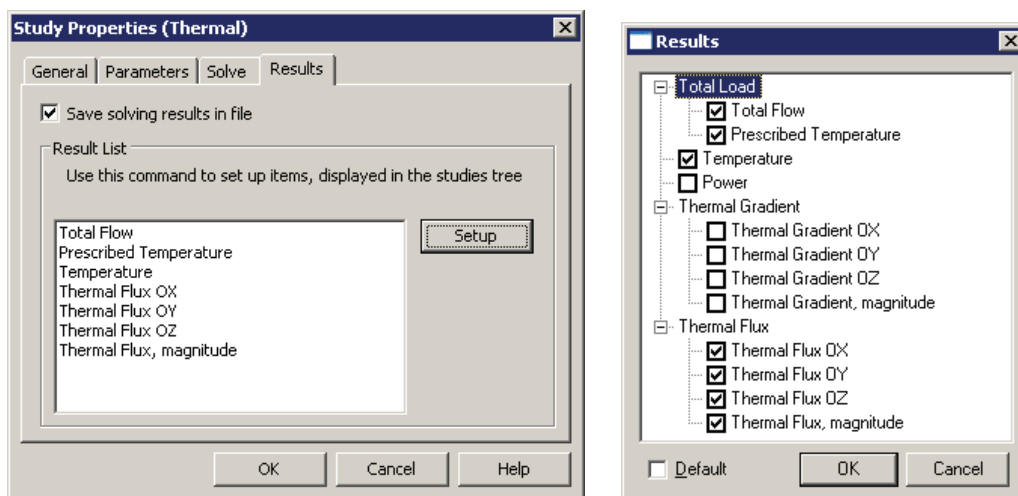 Study Properties (Thermal)
General Parameters Solve Results
Save solving results in file
Result List
Use this command to set up items, displayed in the studies tree
Total Flow
Prescribed Temperature
Temperature
Thermal Flux OX
Thermal Flux OY
Thermal Flux OZ
Thermal Flux, magnitude
Setup
OK Cancel Help
Results
Total Load
Total Flow
Prescribed Temperature
Temperature
Power
Thermal Gradient
Thermal Gradient OX
Thermal Gradient OY
Thermal Gradient OZ
Thermal Gradient, magnitude
Thermal Flux
Thermal Flux OX
Thermal Flux OY
Thermal Flux OZ
Thermal Flux, magnitude
Default OK Cancel